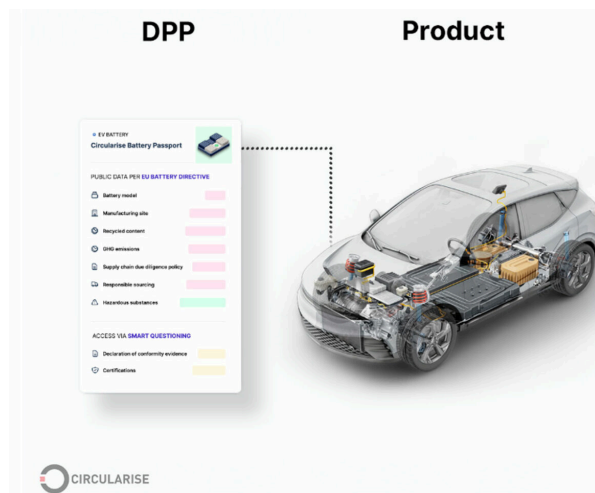 DPP
Product
EV BATTERY
Circularise Battery Passport
PUBLIC DATA PER EU BATTERY DIRECTIVE
Battery model
Manufacturing site
Recycled content
GHG emissions
Supply chain due diligence policy
Responsible sourcing
Hazardous substances
ACCESS VIA SMART QUESTIONING
Declaration of conformity evidence
Certifications
CIRCULARISE